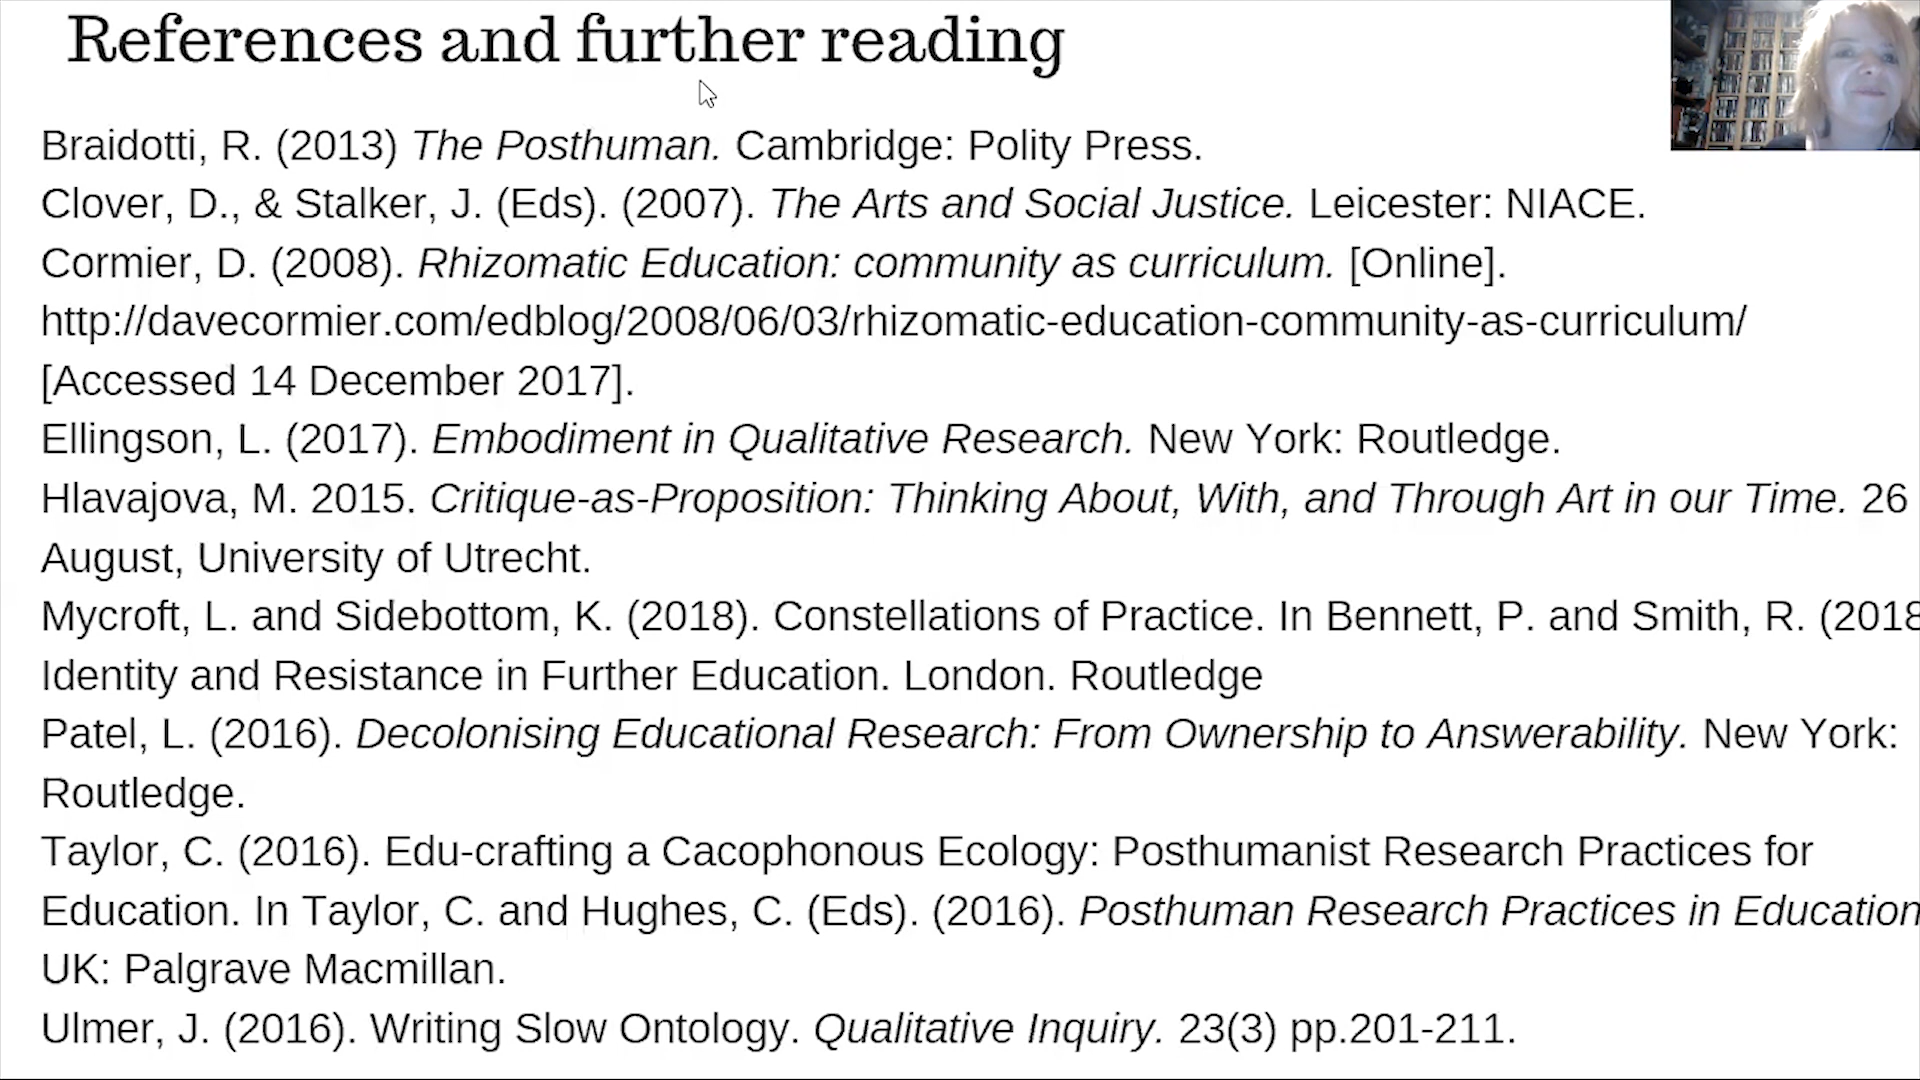 References and further reading
Braidotti, R. (2013) The Posthuman. Cambridge: Polity Press.
Clover, D., & Stalker, J. (Eds). (2007). The Arts and Social Justice. Leicester: NIACE.
Cormier, D. (2008). Rhizomatic Education: community as curriculum. [Online].
http://davecormier.com/edblog/2008/06/03/rhizomatic-education-community-as-curriculum/
[Accessed 14 December 2017].
Ellingson, L. (2017). Embodiment in Qualitative Research. New York: Routledge.
Hlavajova, M. 2015. Critique-as-Proposition: Thinking About, With, and Through Art in our Time. 26
August, University of Utrecht.
Mycroft, L. and Sidebottom, K. (2018). Constellations of Practice. In Bennett, P. and Smith, R. (2018
Identity and Resistance in Further Education. London. Routledge
Patel, L. (2016). Decolonising Educational Research: From Ownership to Answerability. New York:
Routledge.
Taylor, C. (2016). Edu-crafting a Cacophonous Ecology: Posthumanist Research Practices for
Education. In Taylor, C. and Hughes, C. (Eds). (2016). Posthuman Research Practices in Education
UK: Palgrave Macmillan.
Ulmer, J. (2016). Writing Slow Ontology. Qualitative Inquiry. 23(3) pp.201-211.